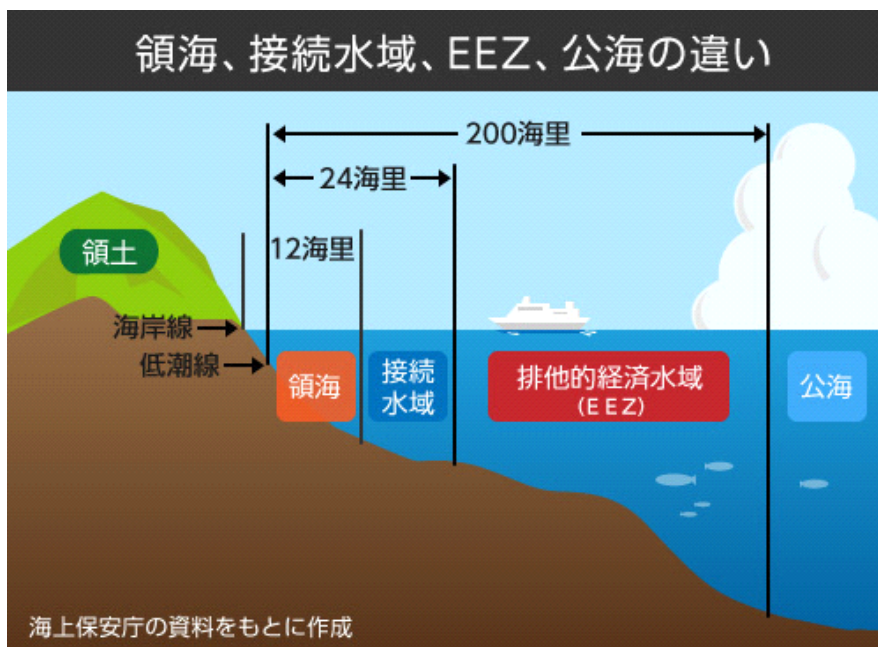 領海、接続水域、EEZ、公海の違い
200海里
24海里
12海里
領土
海岸線
低潮線
領海
接続
水域
排他的経済水域
(EEZ)
公海
海上保安庁の資料をもとに作成